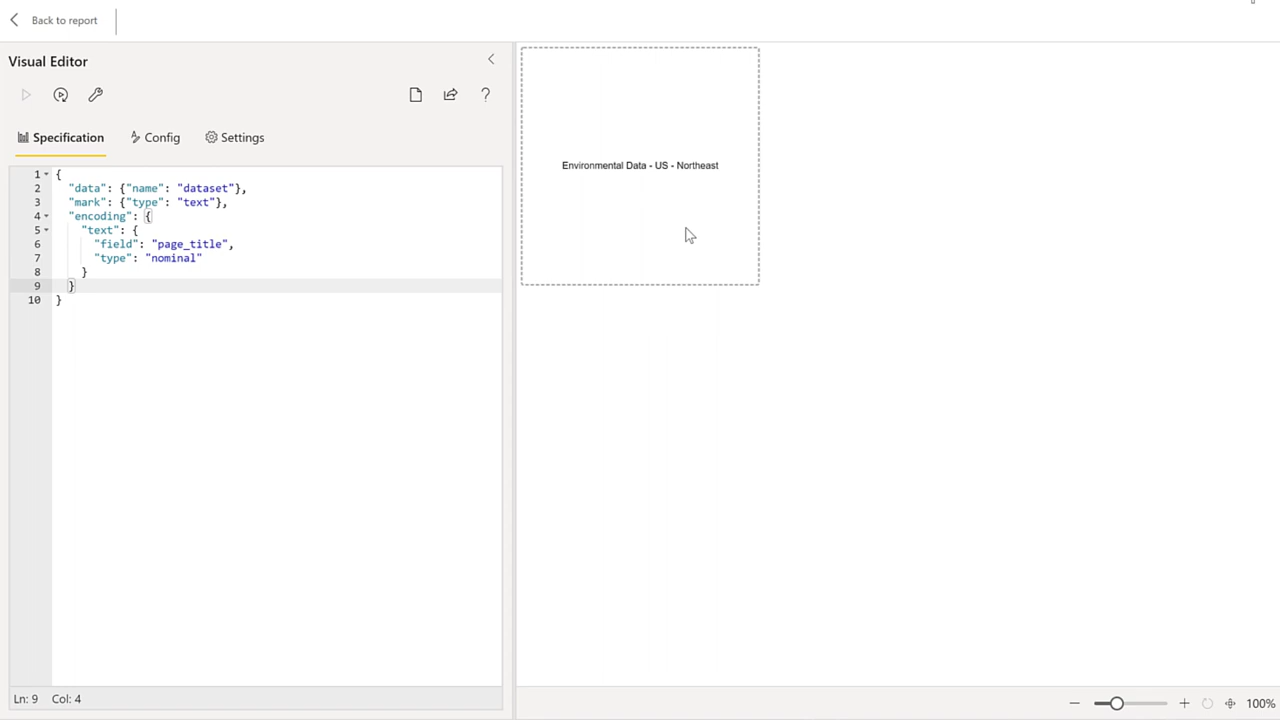 Back to report
Visual Editor
Specification
Config
Settings
1 {
2 "data": {"name": "dataset"},
3 "mark": {"type": "text"},
4 "encoding": {
5 "text": {
6 "field": "page_title",
7 "type": "nominal"
8 }
9 }
10 }
Ln: 9 Col: 4
Environmental Data - US - Northeast
100%